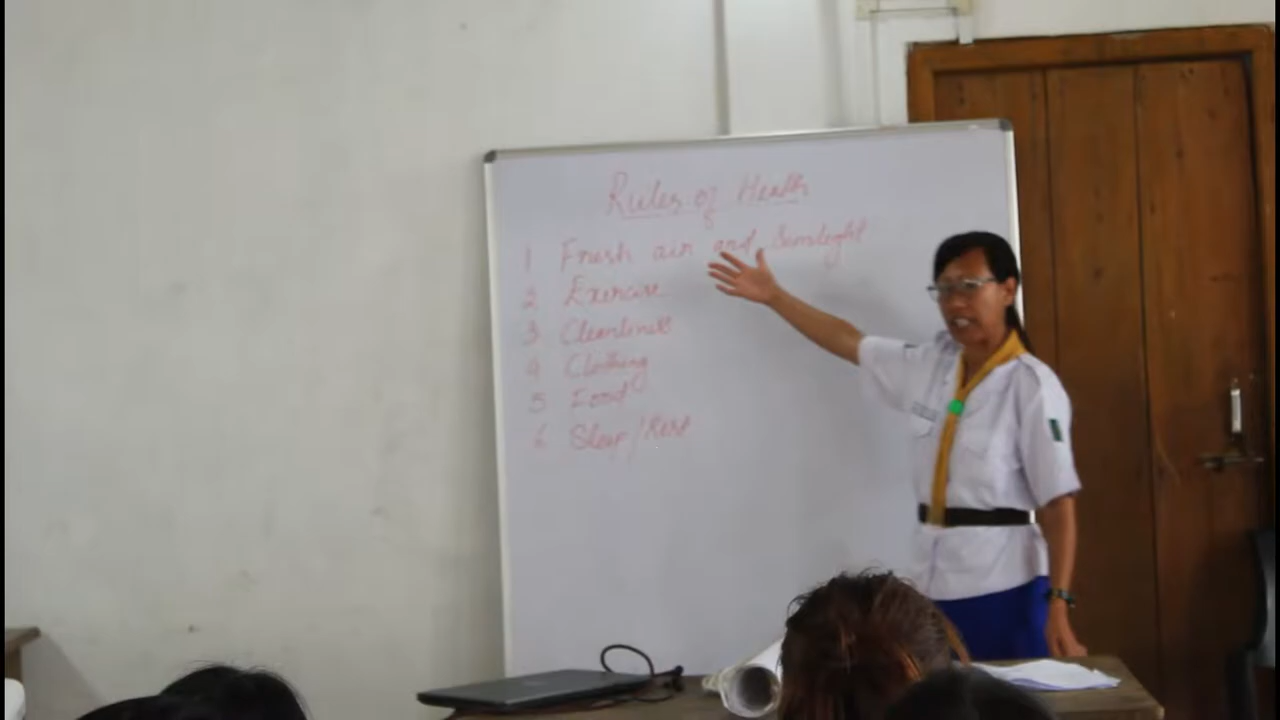 Rules of Health
1 Fresh air and Sunlight
2 Exercise
3 Cleanliness
4 Clothing
5 Food
6 Sleep/Rest